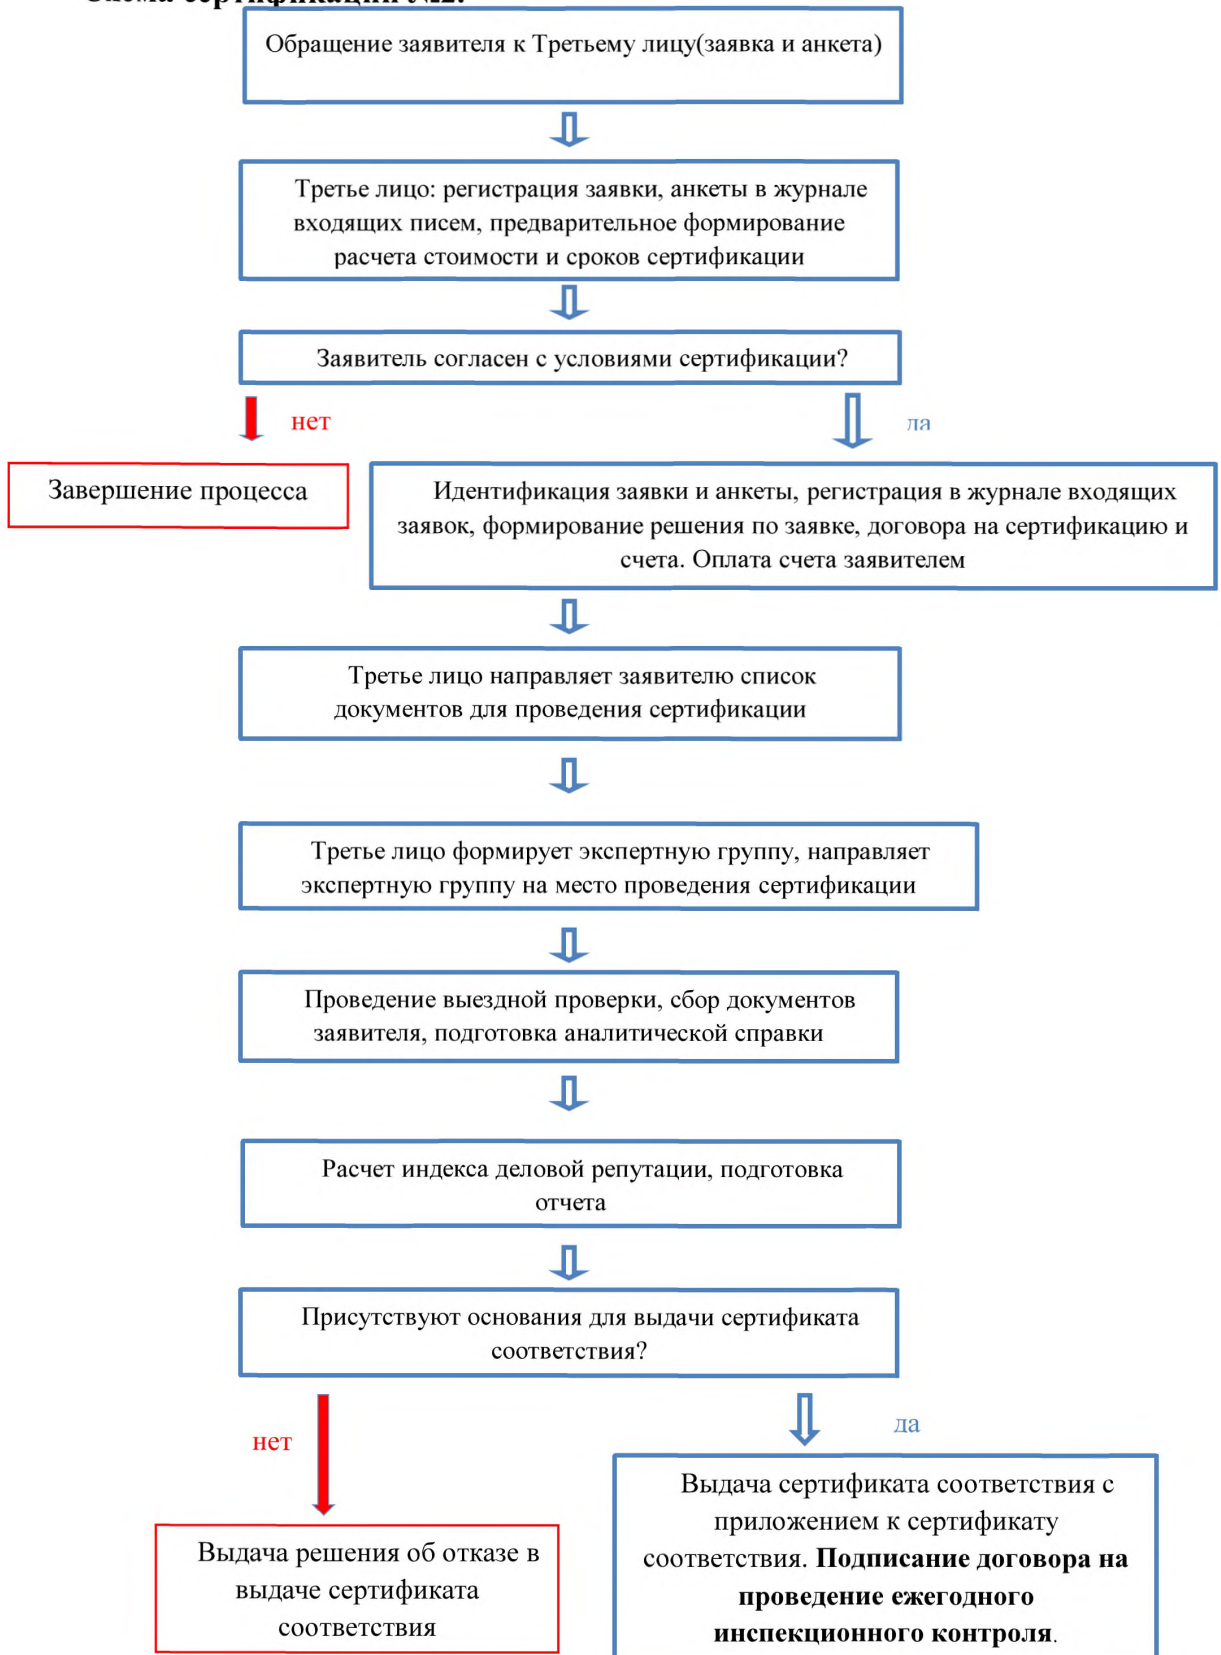 Схема сертификации №2.
Обращение заявителя к Третьему лицу(заявка и анкета)
Третье лицо: регистрация заявки, анкеты в журнале
входящих писем, предварительное формирование
расчета стоимости и сроков сертификации
Заявитель согласен с условиями сертификации?
нет
да
Завершение процесса
Идентификация заявки и анкеты, регистрация в журнале входящих
заявок, формирование решения по заявке, договора на сертификацию и
счета. Оплата счета заявителем
Третье лицо направляет заявителю список
документов для проведения сертификации
Третье лицо формирует экспертную группу, направляет
экспертную группу на место проведения сертификации
Проведение выездной проверки, сбор документов
заявителя, подготовка аналитической справки
Расчет индекса деловой репутации, подготовка
отчета
Присутствуют основания для выдачи сертификата
соответствия?
нет
да
Выдача решения об отказе в
выдаче сертификата
соответствия
Выдача сертификата соответствия с
приложением к сертификату
соответствия. Подписание договора на
проведение ежегодного
инспекционного контроля.